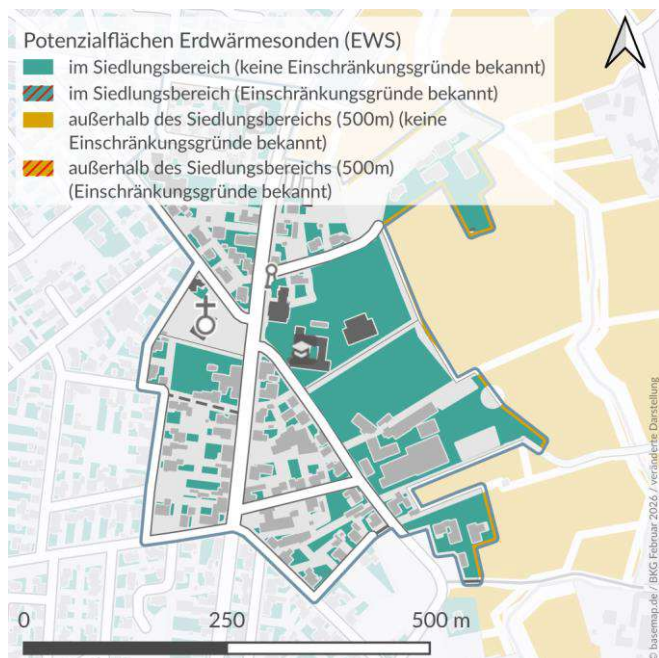 Potenzialflächen Erdwärmesonden (EWS)
im Siedlungsbereich (keine Einschränkungsgründe bekannt)
im Siedlungsbereich (Einschränkungsgründe bekannt)
außerhalb des Siedlungsbereichs (500m) (keine
Einschränkungsgründe bekannt)
außerhalb des Siedlungsbereichs (500m)
(Einschränkungsgründe bekannt)
0 250 500 m
© basemap.de / BKG Februar 2026 / veränderte Darstellung